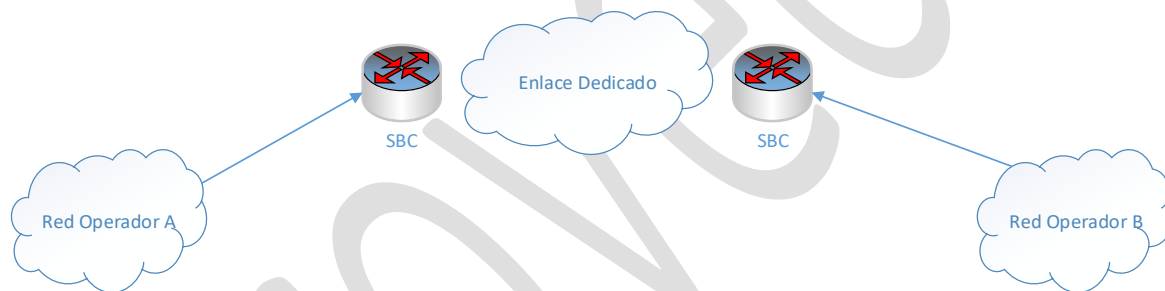 Enlace Dedicado
SBC
SBC
Red Operador A
Red Operador B